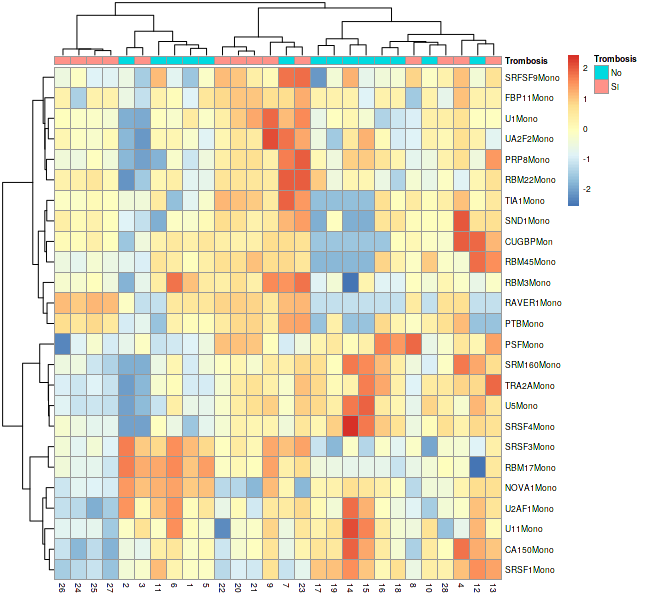 Trombosis
Trombosis
No
SI
2
1
0
-1
-2
SRFSF9Mono
FBP11Mono
U1Mono
UA2F2Mono
PRP8Mono
RBM22Mono
TIA1Mono
SND1Mono
CUGBPMon
RBM45Mono
RBM3Mono
RAVER1Mono
PTBMono
PSFMono
SRM160Mono
TRA2AMono
U5Mono
SRSF4Mono
SRSF3Mono
RBM17Mono
NOVA1Mono
U2AF1Mono
U11Mono
CA150Mono
SRSF1Mono
26 24 25 27 2 3 11 6 1 5 22 20 21 9 7 23 17 19 14 15 16 18 8 10 28 4 12 13